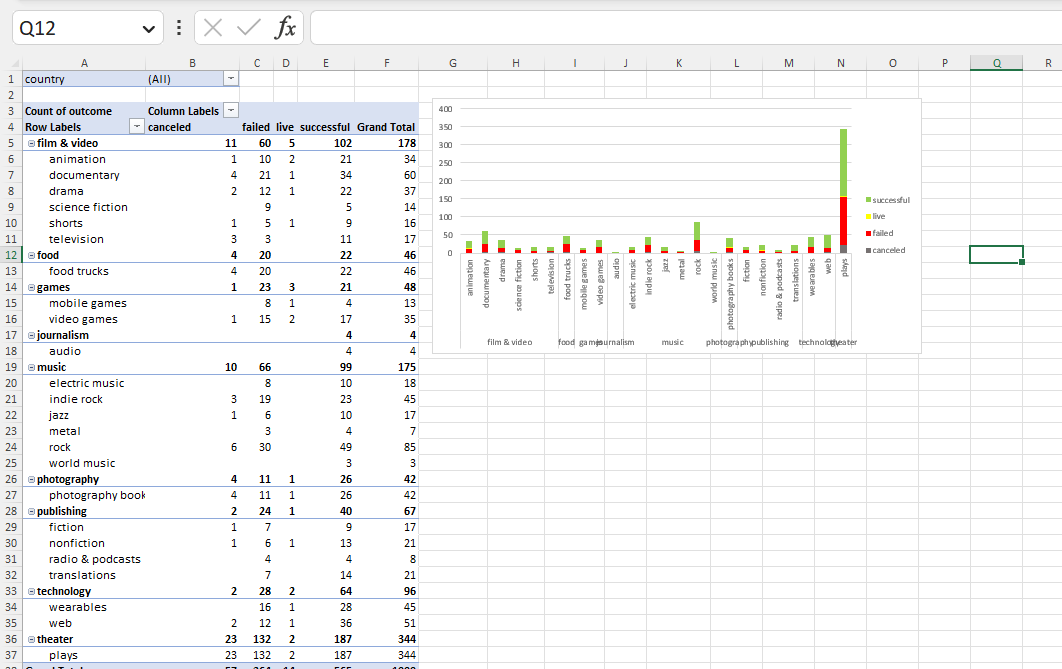 Q12 fx
A B C D E F G H I J K L M N O P Q R
1 country (All)
2
3 Count of outcome Column Labels
4 Row Labels canceled failed live successful Grand Total
5 film & video 11 60 5 102 178
6 animation 1 10 2 21 34
7 documentary 4 21 1 34 60
8 drama 2 12 1 22 37
9 science fiction 9 5 14
10 shorts 1 5 1 9 16
11 television 3 3 11 17
12 food 4 20 22 46
13 food trucks 4 20 22 46
14 games 1 23 3 21 48
15 mobile games 8 1 4 13
16 video games 1 15 2 17 35
17 journalism 4 4
18 audio 4 4
19 music 10 66 99 175
20 electric music 8 10 18
21 indie rock 3 19 23 45
22 jazz 1 6 10 17
23 metal 3 4 7
24 rock 6 30 49 85
25 world music 3 3
26 photography 4 11 1 26 42
27 photography book 4 11 1 26 42
28 publishing 2 24 1 40 67
29 fiction 1 7 9 17
30 nonfiction 1 6 1 13 21
31 radio & podcasts 4 4 8
32 translations 7 14 21
33 technology 2 28 2 64 96
34 wearables 16 1 28 45
35 web 2 12 1 36 51
36 theater 23 132 2 187 344
37 plays 23 132 2 187 344
400
350
300
250
200
150
100
50
0
successful
live
failed
canceled
animation
documentary
drama
science fiction
shorts
television
food trucks
mobile games
video games
audio
electric music
indie rock
jazz
metal
rock
world music
photography books
fiction
nonfiction
radio & podcasts
translations
wearables
web
plays
film & video food games journalism music photography publishing technology theater